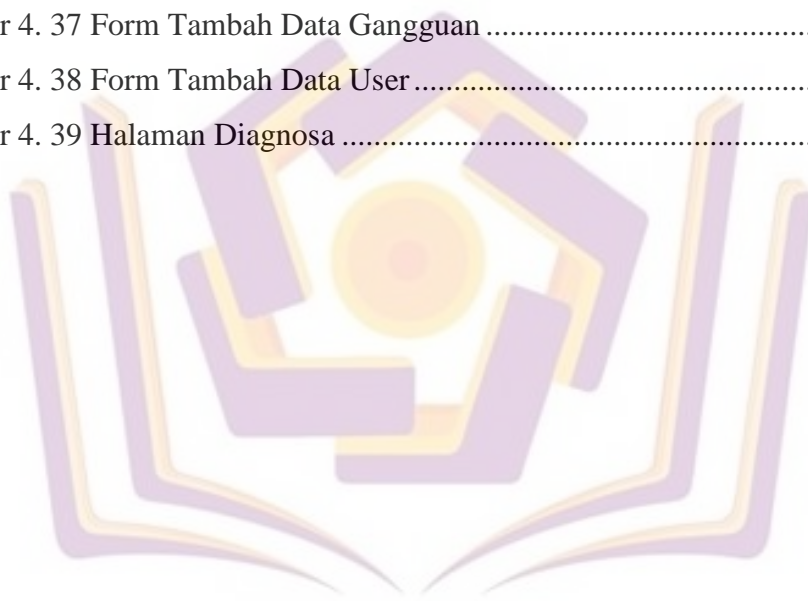 r 4. 37 Form Tambah Data Gangguan ........................................
r 4. 38 Form Tambah Data User .................................................
r 4. 39 Halaman Diagnosa ..........................................................